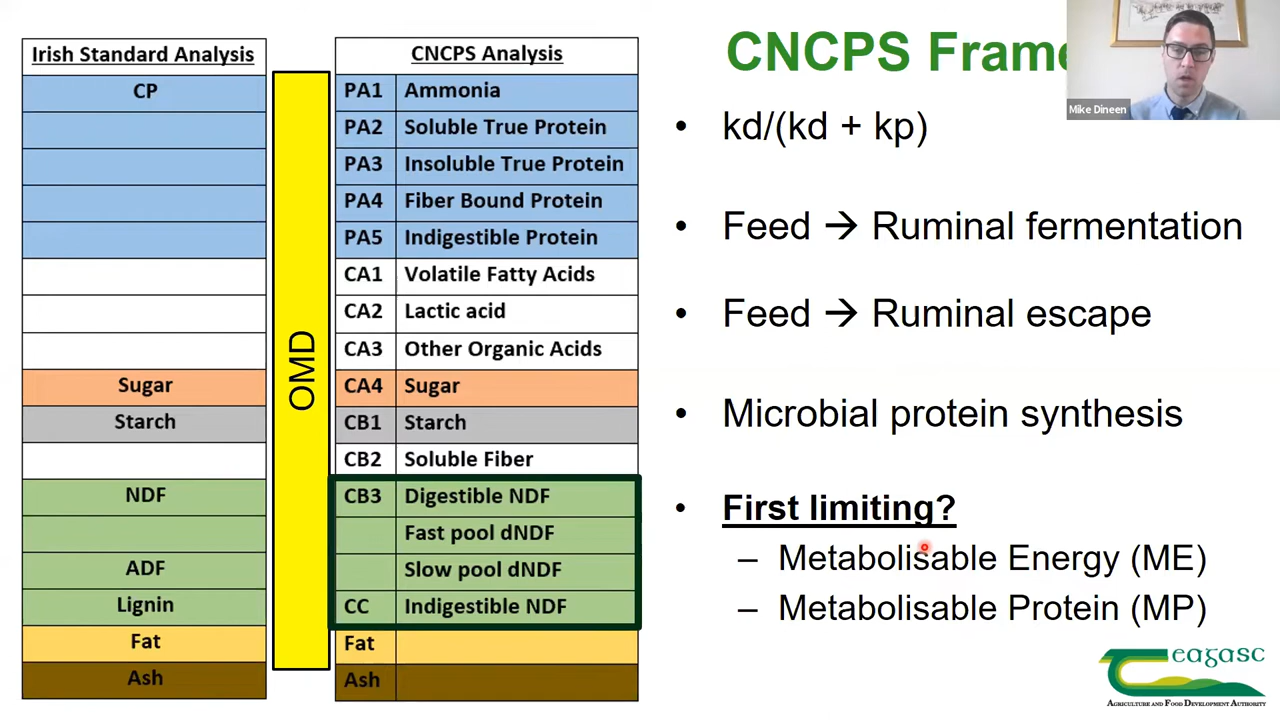 Irish Standard Analysis
CP
Sugar
Starch
NDF
ADF
Lignin
Fat
Ash
OMD
CNCPS Analysis
PA1 Ammonia
PA2 Soluble True Protein
PA3 Insoluble True Protein
PA4 Fiber Bound Protein
PA5 Indigestible Protein
CA1 Volatile Fatty Acids
CA2 Lactic acid
CA3 Other Organic Acids
CA4 Sugar
CB1 Starch
CB2 Soluble Fiber
CB3 Digestible NDF
Fast pool dNDF
Slow pool dNDF
CC Indigestible NDF
Fat
Ash
CNCPS Frame
• kd/(kd + kp)
• Feed → Ruminal fermentation
• Feed → Ruminal escape
• Microbial protein synthesis
• First limiting?
– Metabolisable Energy (ME)
– Metabolisable Protein (MP)
Mike Dineen
eagasc
Agriculture and Food Development Authority